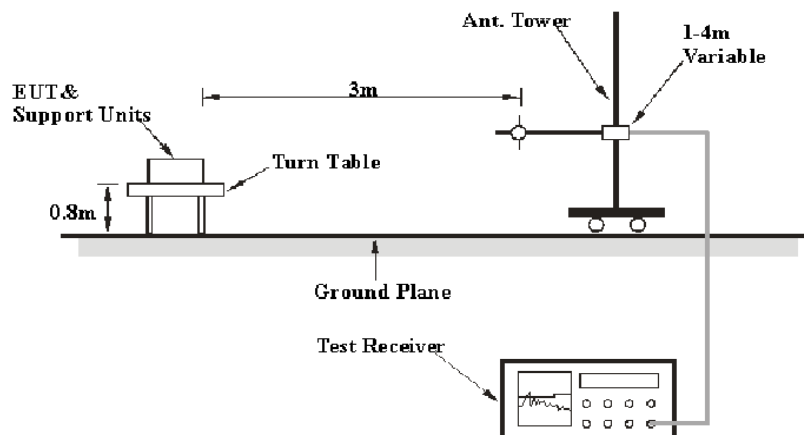 Ant. Tower
1-4m
Variable
EUT&
Support Units
3m
Turn Table
0.8m
Ground Plane
Test Receiver